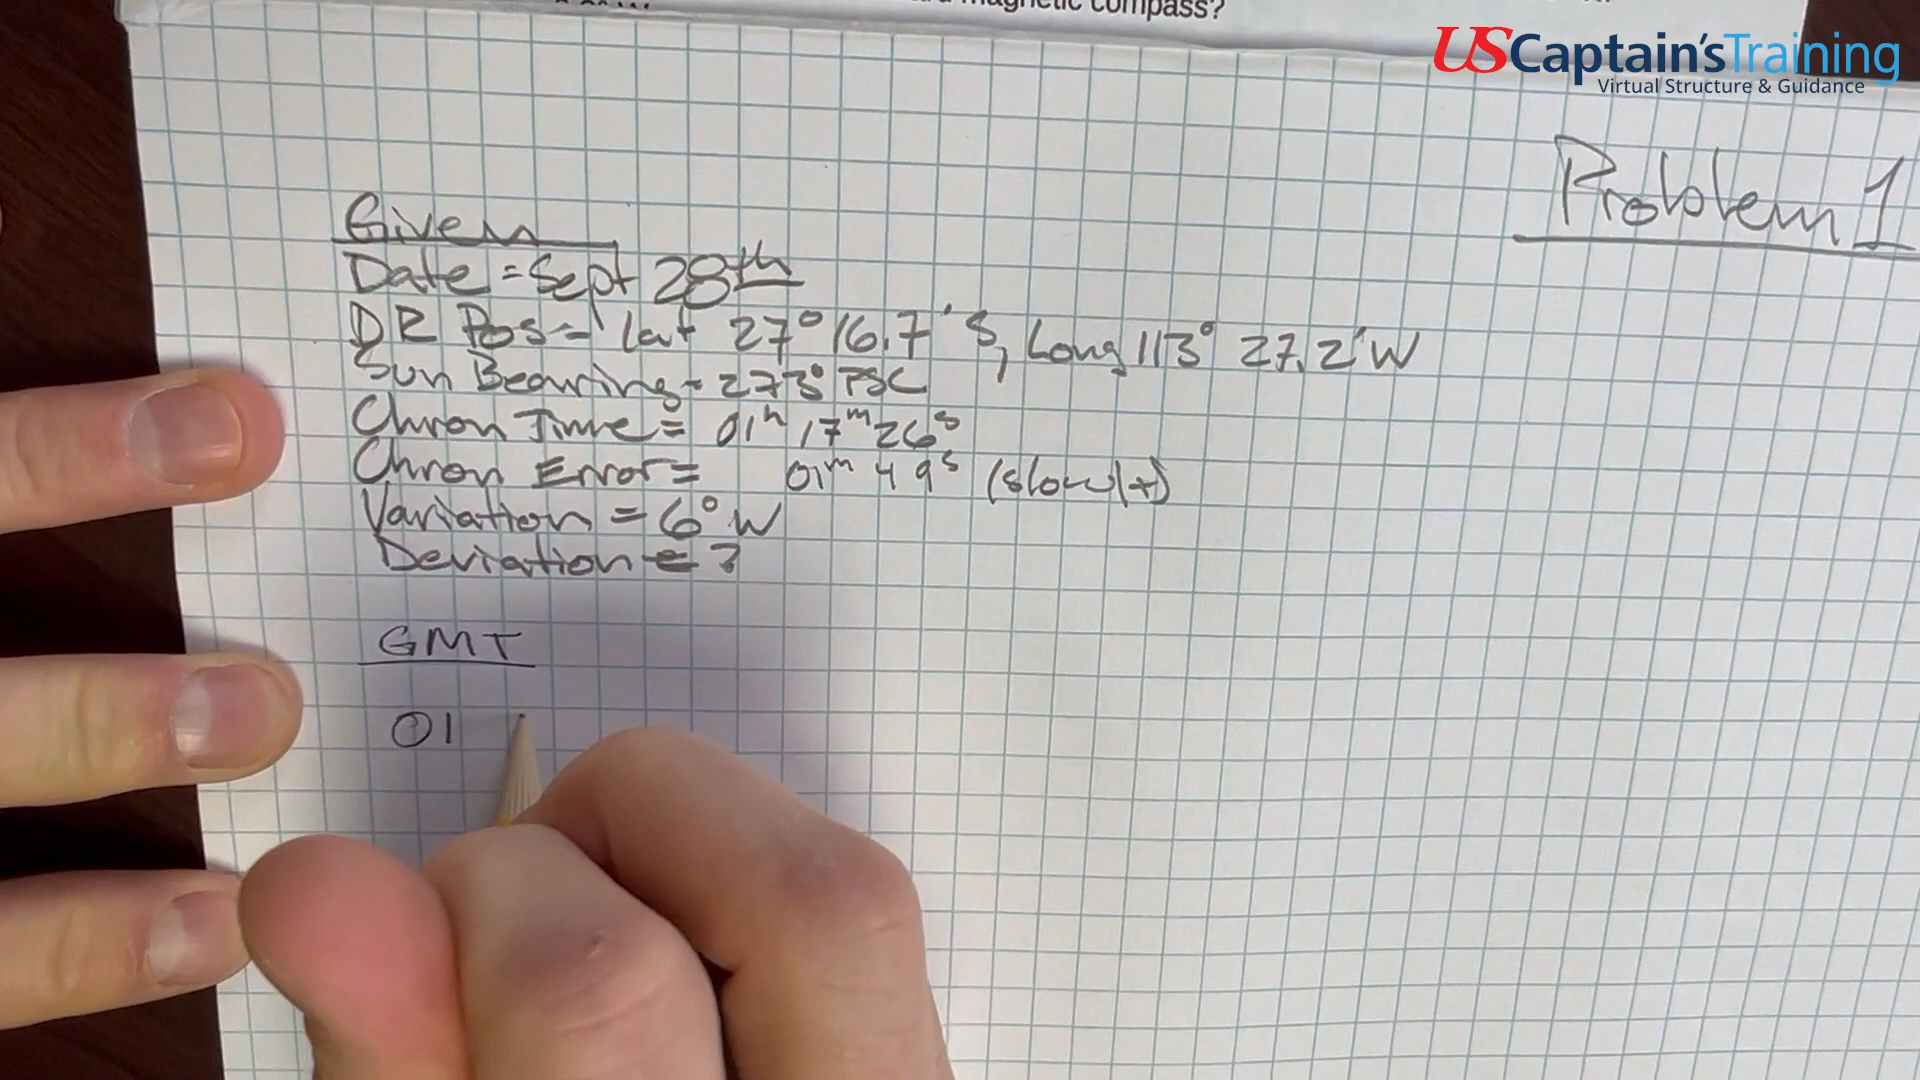 magnetic compass?
USCaptain'sTraining
Virtual Structure & Guidance
Problem 1
Given
Date = Sept 28th
DR Pos = Lat 27° 16.7' S, Long 113° 27.2' W
Sun Bearing = 273° PSC
Chron Time = 01h 17m 26s
Chron Error = 01m 49s (slow/+)
Variation = 6° W
Deviation = ?
GMT
01